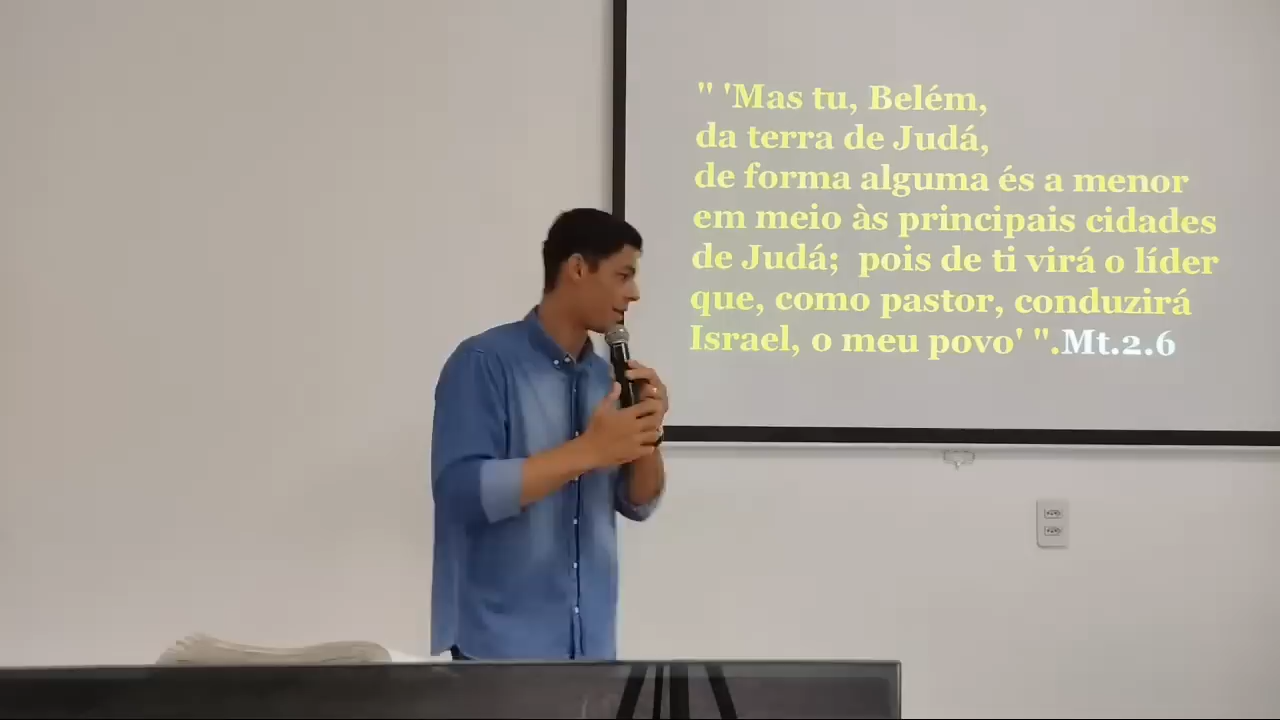 " 'Mas tu, Belém,
da terra de Judá,
de forma alguma és a menor
em meio às principais cidades
de Judá;  pois de ti virá o líder
que, como pastor, conduzirá
Israel, o meu povo' ".Mt.2.6